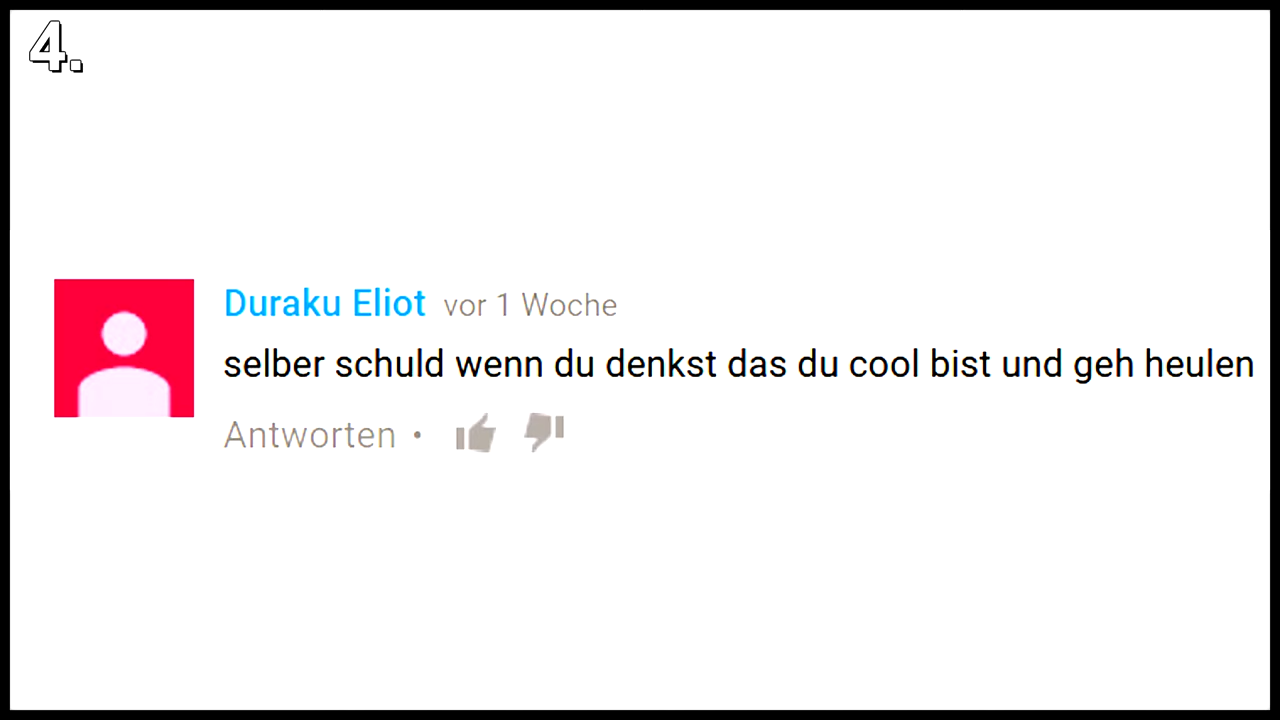 4.
Duraku Eliot vor 1 Woche
selber schuld wenn du denkst das du cool bist und geh heulen
Antworten •